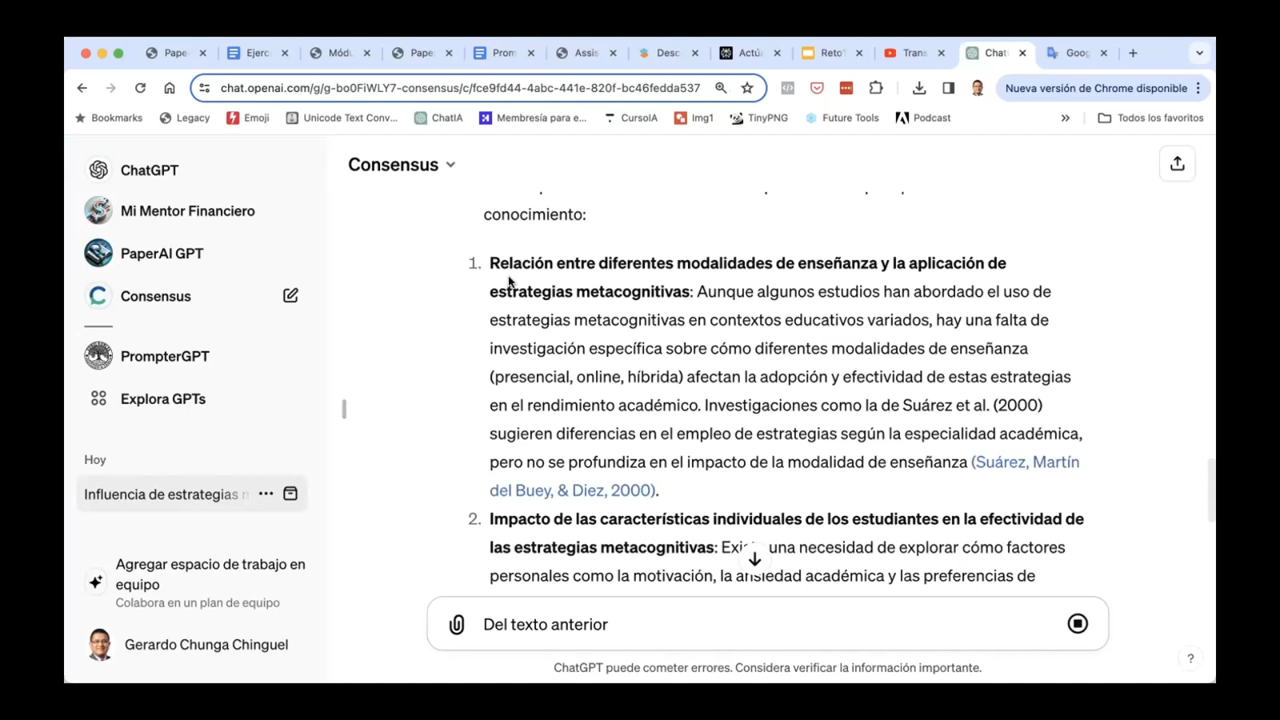 Pape
Ejerc
Módu
Pape
Prom
Assis
Desc
Actú
Reto
Trans
Chat
Goog
chat.openai.com/g/g-bo0FiWLY7-consensus/c/fce9fd44-4abc-441e-820f-bc46fedda537
Nueva versión de Chrome disponible
Bookmarks
Legacy
Emoji
Unicode Text Conv...
ChatIA
Membresía para e...
CursoIA
Img1
TinyPNG
Future Tools
Podcast
»
Todos los favoritos
ChatGPT
Mi Mentor Financiero
PaperAI GPT
Consensus
PrompterGPT
Explora GPTs
Hoy
Influencia de estrategias
Agregar espacio de trabajo en
equipo
Colabora en un plan de equipo
Gerardo Chunga Chinguel
Consensus
conocimiento:
1. Relación entre diferentes modalidades de enseñanza y la aplicación de
estrategias metacognitivas: Aunque algunos estudios han abordado el uso de
estrategias metacognitivas en contextos educativos variados, hay una falta de
investigación específica sobre cómo diferentes modalidades de enseñanza
(presencial, online, híbrida) afectan la adopción y efectividad de estas estrategias
en el rendimiento académico. Investigaciones como la de Suárez et al. (2000)
sugieren diferencias en el empleo de estrategias según la especialidad académica,
pero no se profundiza en el impacto de la modalidad de enseñanza (Suárez, Martín
del Buey, & Diez, 2000).
2. Impacto de las características individuales de los estudiantes en la efectividad de
las estrategias metacognitivas: Existe una necesidad de explorar cómo factores
personales como la motivación, la ansiedad académica y las preferencias de
Del texto anterior
ChatGPT puede cometer errores. Considera verificar la información importante.
?